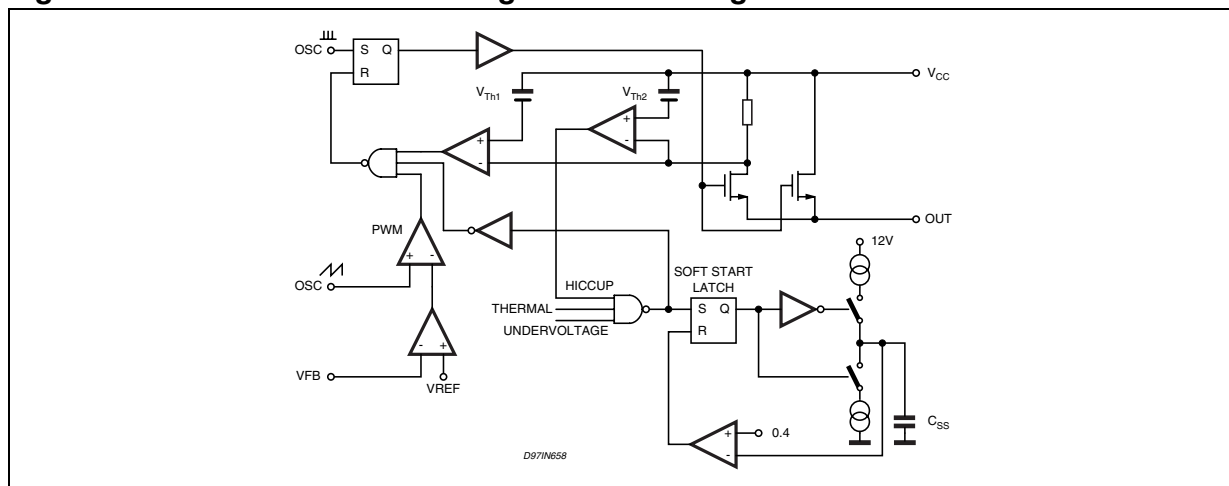 OSC
S Q
R
V_CC
V_Th1
V_Th2
+
-
+
-
OUT
PWM
+ -
12V
OSC
HICCUP
SOFT START
LATCH
THERMAL
UNDERVOLTAGE
S Q
R
- +
VFB
VREF
+
-
0.4
C_SS
D97IN658